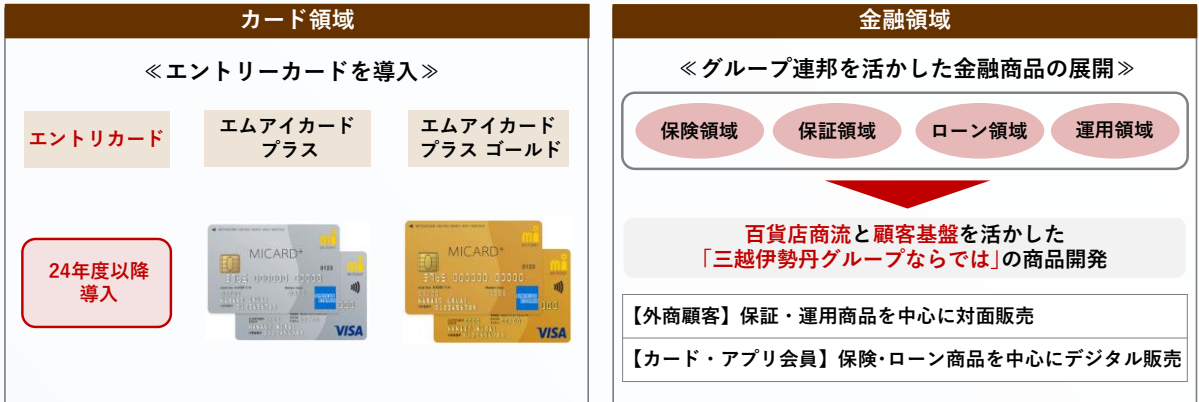 カード領域
≪エントリーカードを導入≫
エントリカード
エムアイカード
プラス
エムアイカード
プラス ゴールド
24年度以降
導入
MICARD+
VISA
MICARD+
VISA
金融領域
≪グループ連邦を活かした金融商品の展開≫
保険領域
保証領域
ローン領域
運用領域
百貨店商流と顧客基盤を活かした
「三越伊勢丹グループならでは」の商品開発
【外商顧客】保証・運用商品を中心に対面販売
【カード・アプリ会員】保険・ローン商品を中心にデジタル販売